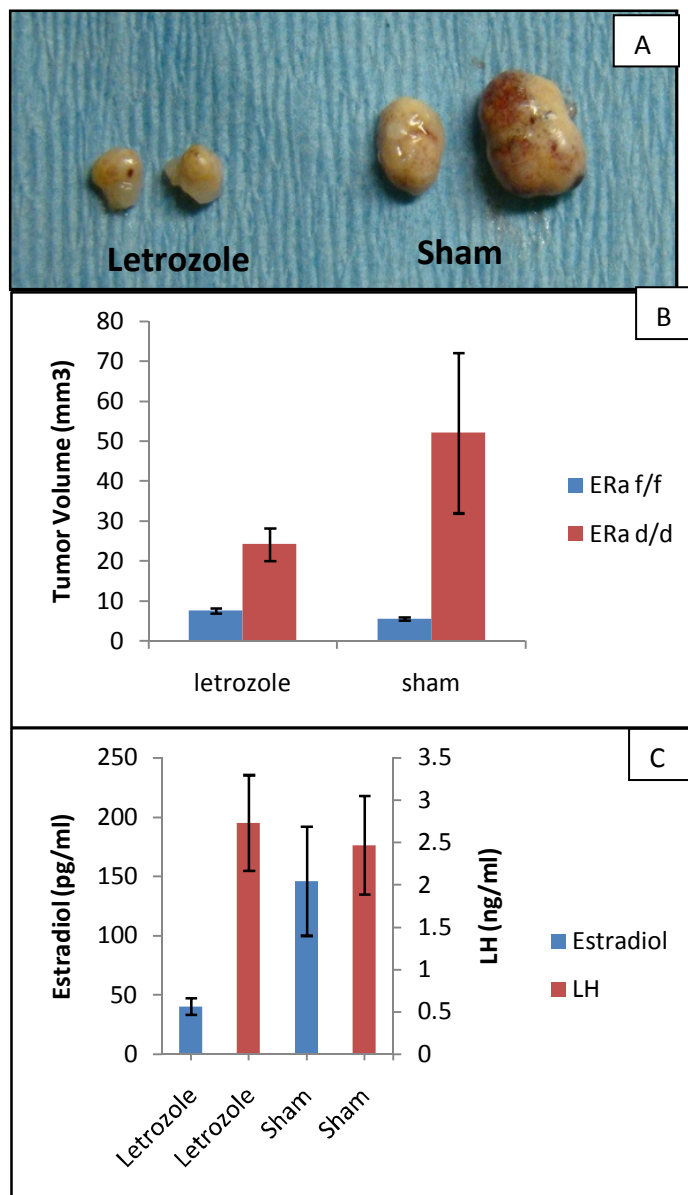 A
Letrozole Sham
B
Tumor Volume (mm3)
80
70
60
50
40
30
20
10
0
letrozole sham
ERa f/f
ERa d/d
C
Estradiol (pg/ml)
250
200
150
100
50
0
3.5
3
2.5
2
1.5
1
0.5
0
LH (ng/ml)
Estradiol
LH
Letrozole
Letrozole
Sham
Sham